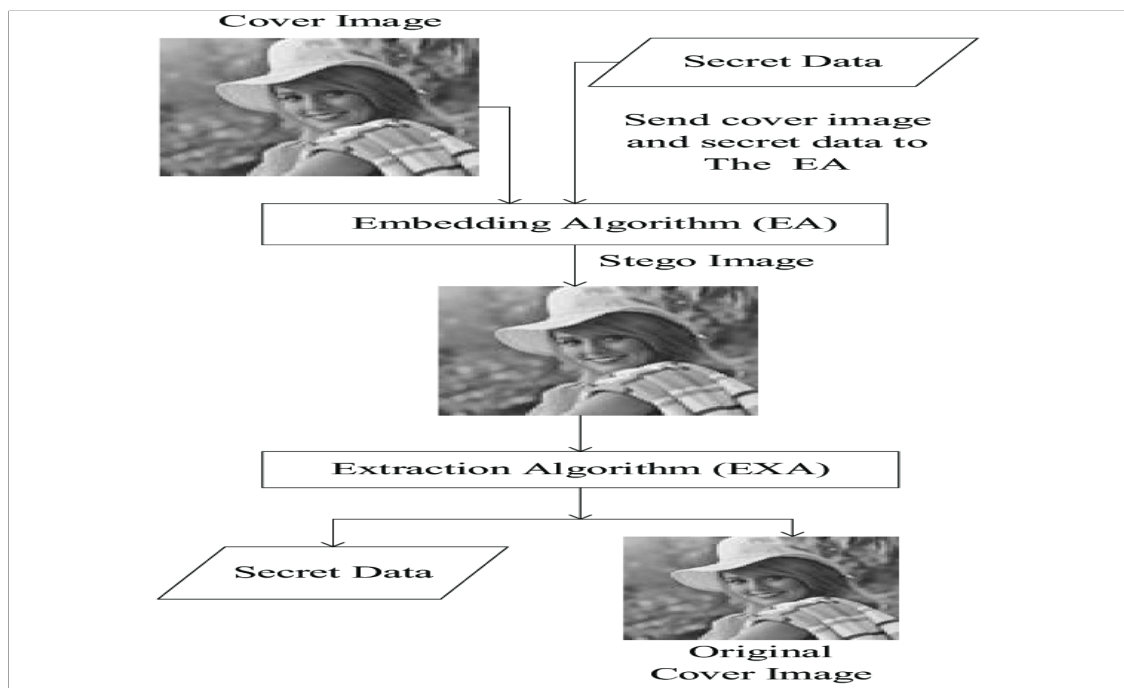 Cover Image
Secret Data
Send cover image
and secret data to
The EA
Embedding Algorithm (EA)
Stego Image
Extraction Algorithm (EXA)
Secret Data
Original
Cover Image